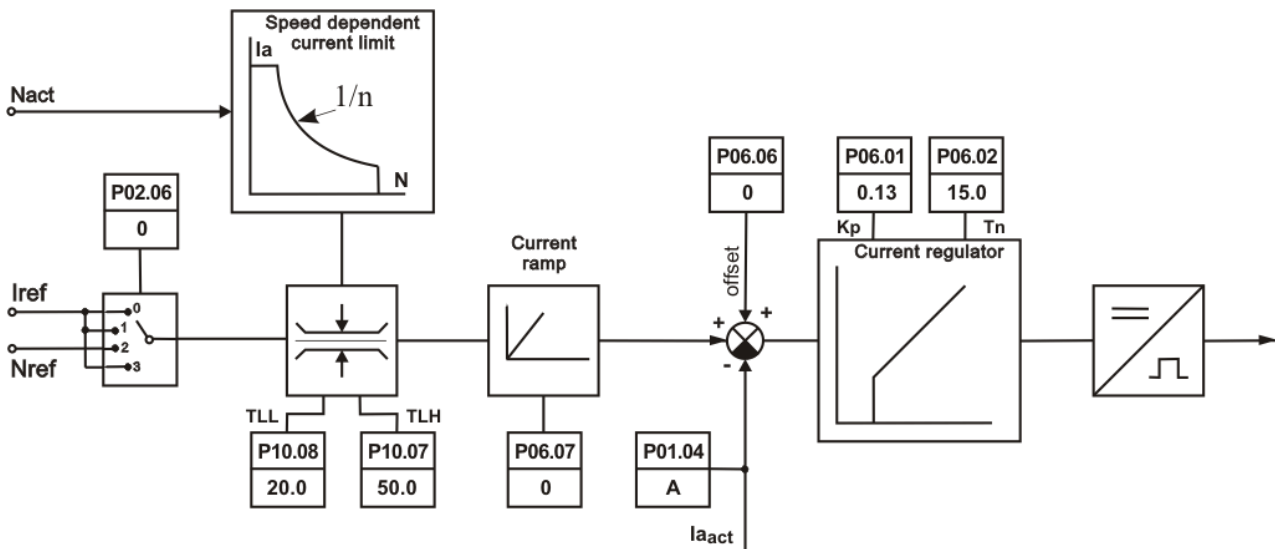 Speed dependent
current limit
Ia
1/n
N
Nact
P02.06
0
Iref
Nref
0
1
2
3
TLL
TLH
P10.08
20.0
P10.07
50.0
Current
ramp
P06.07
0
P06.06
0
offset
+
+
-
P01.04
A
Iaact
P06.01
0.13
P06.02
15.0
Kp
Tn
Current regulator